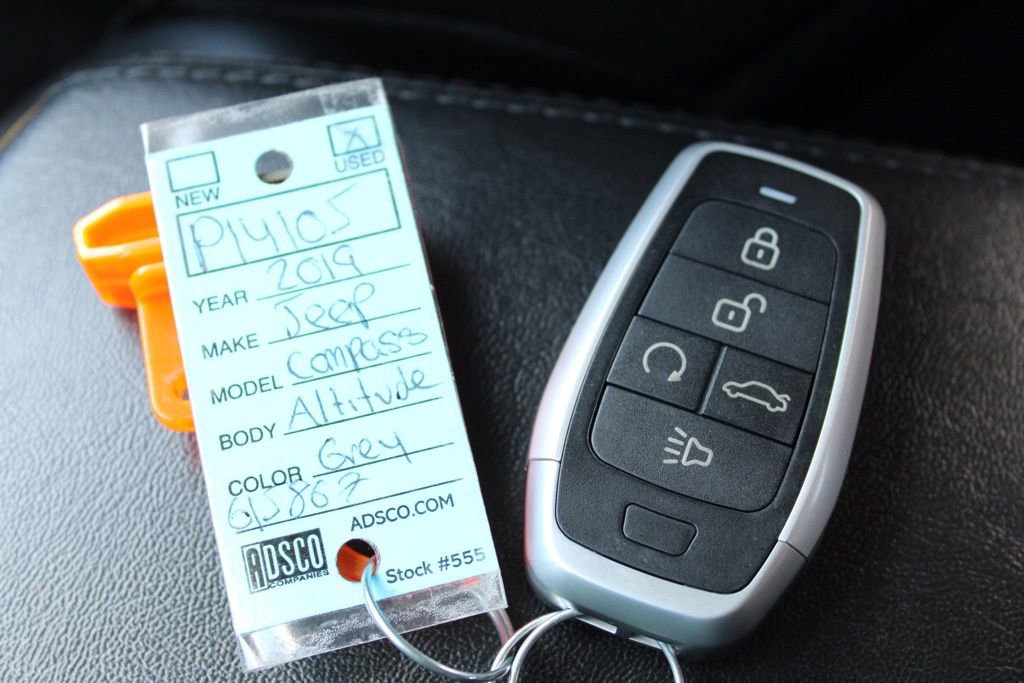 NEW
X
USED
P14105
YEAR 2019
MAKE Jeep
MODEL Compass
BODY Altitude
COLOR Grey
615867
ADSCO.COM
ADSCO
COMPANIES
Stock #555